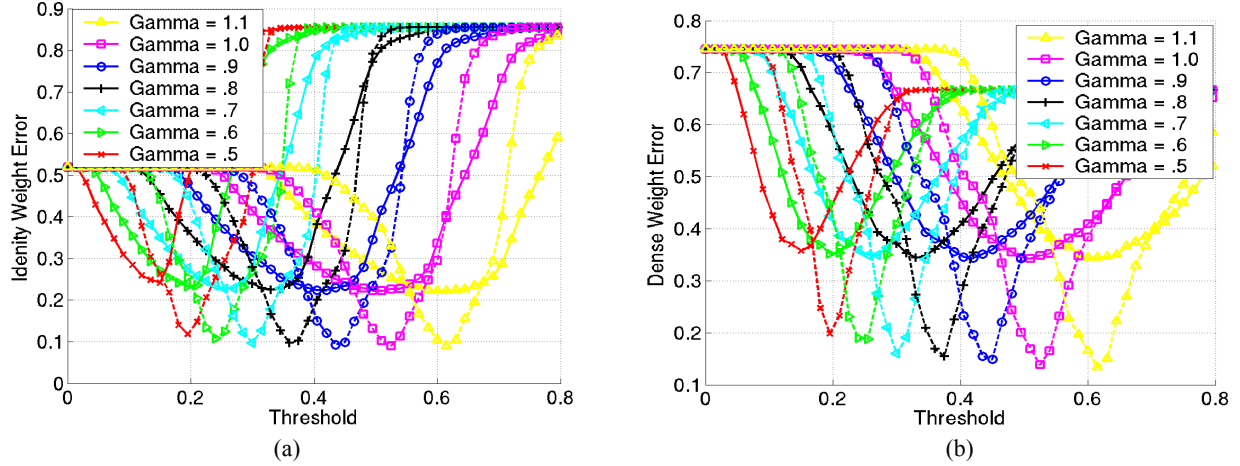 Gamma = 1.1
Gamma = 1.0
Gamma = .9
Gamma = .8
Gamma = .7
Gamma = .6
Gamma = .5
Idenity Weight Error
0.9
0.8
0.7
0.6
0.5
0.4
0.3
0.2
0.1
0
0
0.2
0.4
0.6
0.8
Threshold
(a)
Gamma = 1.1
Gamma = 1.0
Gamma = .9
Gamma = .8
Gamma = .7
Gamma = .6
Gamma = .5
Dense Weight Error
0.8
0.7
0.6
0.5
0.4
0.3
0.2
0.1
0
0.2
0.4
0.6
0.8
Threshold
(b)